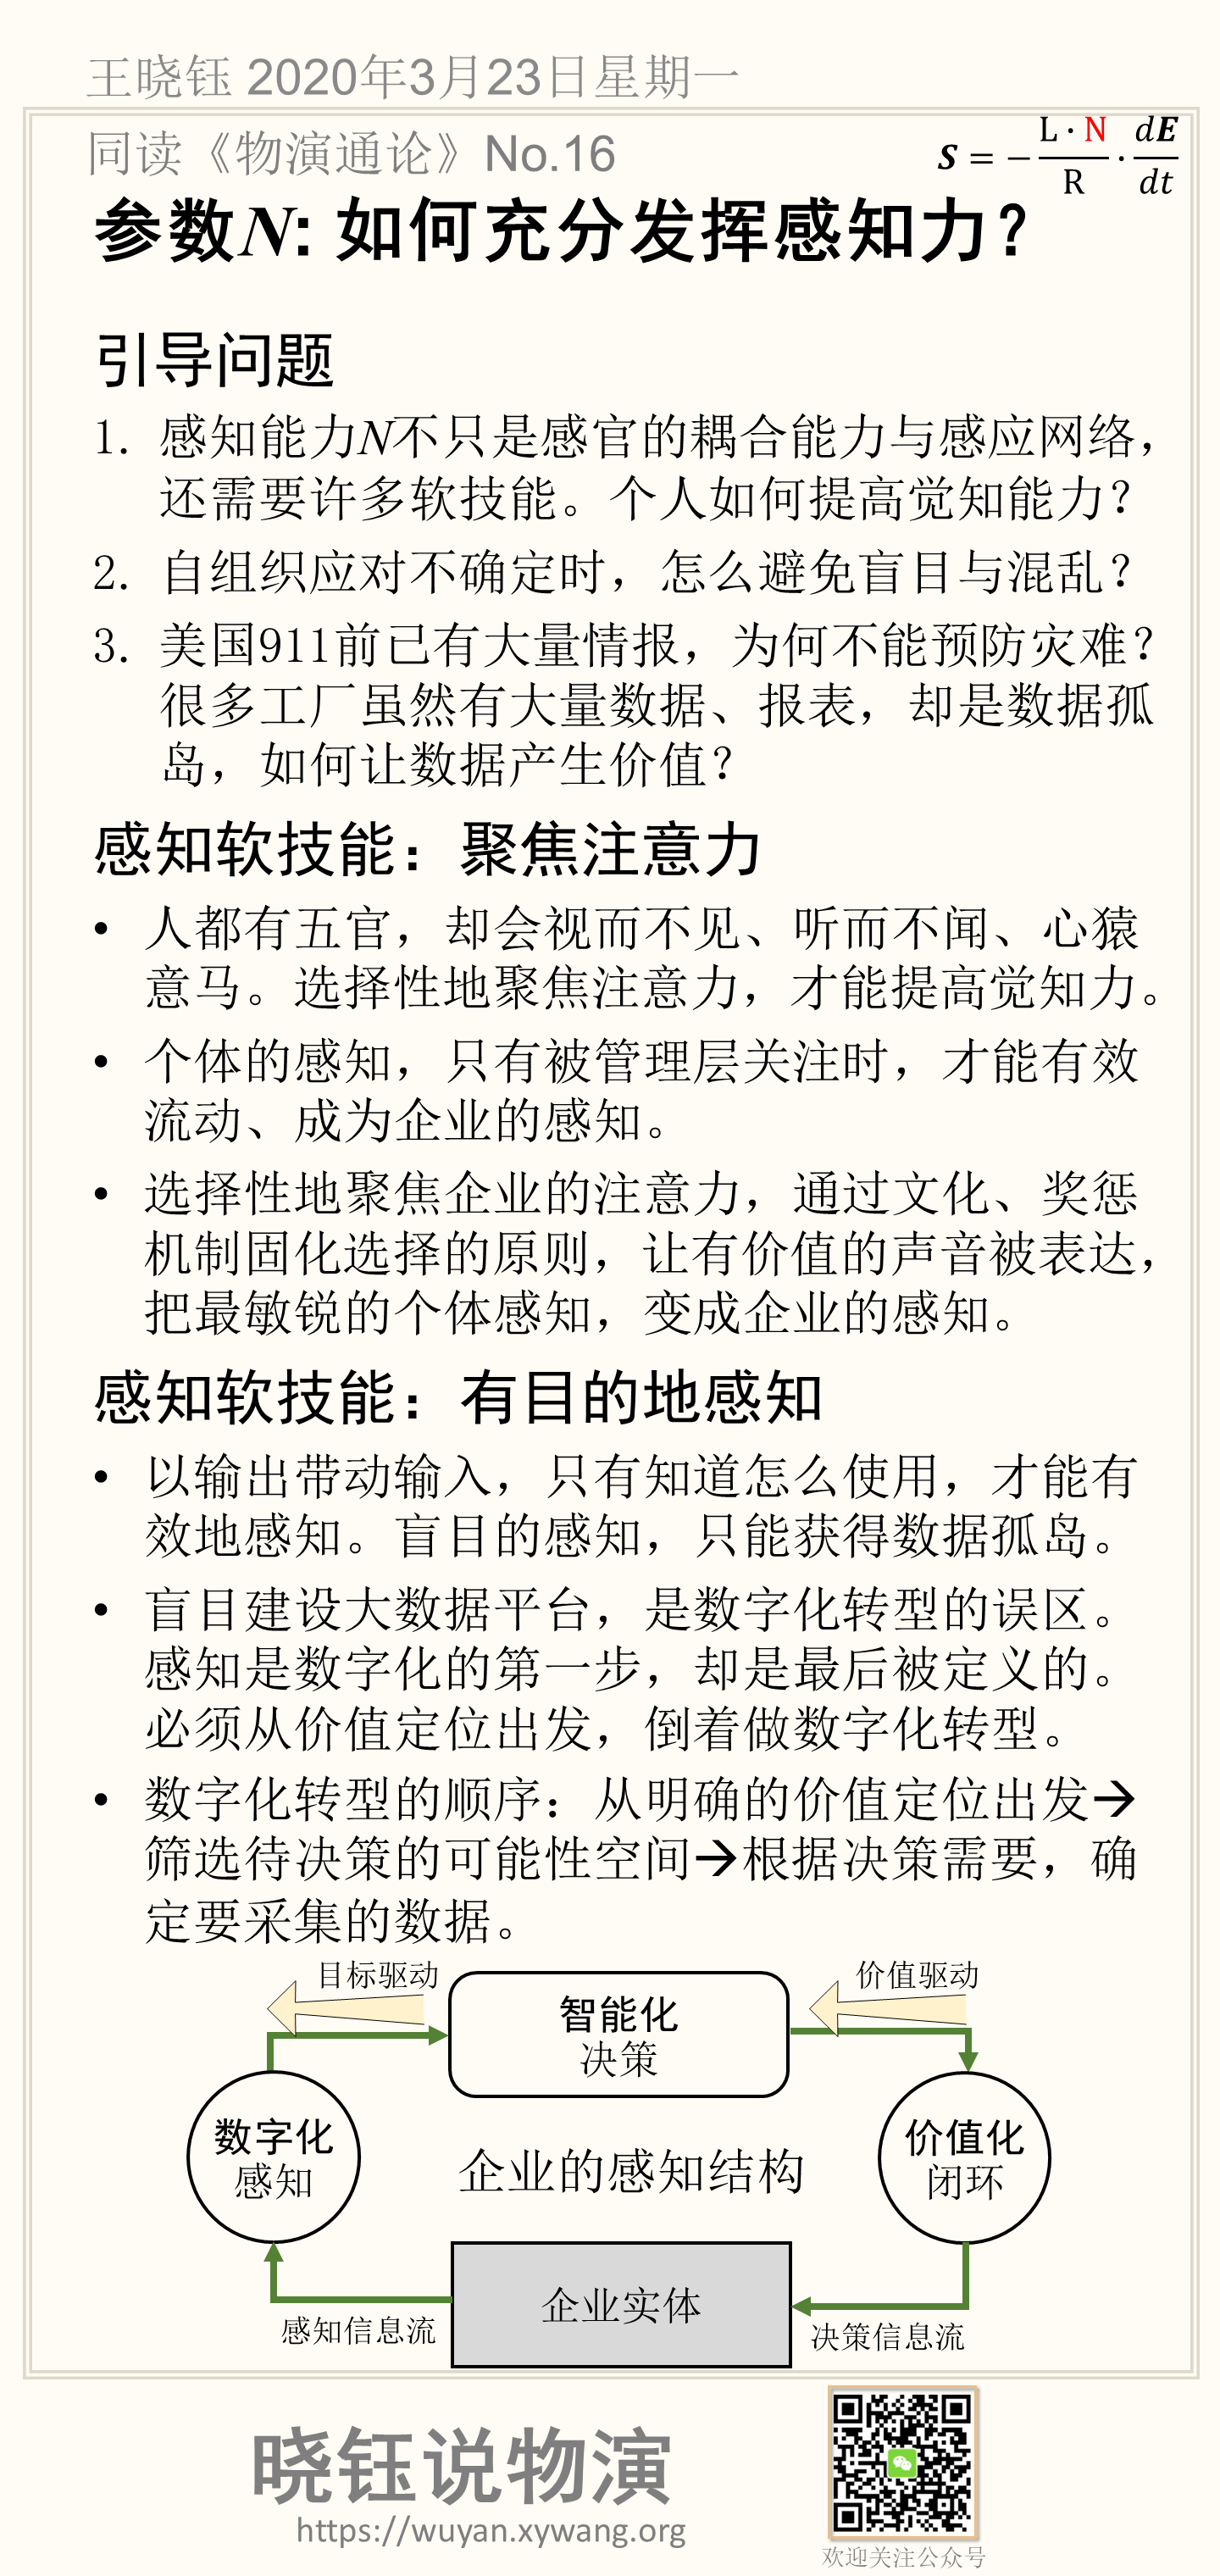 王晓钰 2020年3月23日星期一
同读《物演通论》No.16
S = − L · N / R · dE / dt
参数N: 如何充分发挥感知力?
引导问题
1. 感知能力N不只是感官的耦合能力与感应网络，
还需要许多软技能。个人如何提高觉知能力?
2. 自组织应对不确定时，怎么避免盲目与混乱?
3. 美国911前已有大量情报，为何不能预防灾难?
很多工厂虽然有大量数据、报表，却是数据孤
岛，如何让数据产生价值?
感知软技能：聚焦注意力
• 人都有五官，却会视而不见、听而不闻、心猿
意马。选择性地聚焦注意力，才能提高觉知力。
• 个体的感知，只有被管理层关注时，才能有效
流动、成为企业的感知。
• 选择性地聚焦企业的注意力，通过文化、奖惩
机制固化选择的原则，让有价值的声音被表达，
把最敏锐的个体感知，变成企业的感知。
感知软技能：有目的地感知
• 以输出带动输入，只有知道怎么使用，才能有
效地感知。盲目的感知，只能获得数据孤岛。
• 盲目建设大数据平台，是数字化转型的误区。
感知是数字化的第一步，却是最后被定义的。
必须从价值定位出发，倒着做数字化转型。
• 数字化转型的顺序：从明确的价值定位出发→
筛选待决策的可能性空间→根据决策需要，确
定要采集的数据。
目标驱动
价值驱动
智能化
决策
数字化
感知
企业的感知结构
价值化
闭环
企业实体
感知信息流
决策信息流
晓钰说物演
https://wuyan.xywang.org
欢迎关注公众号